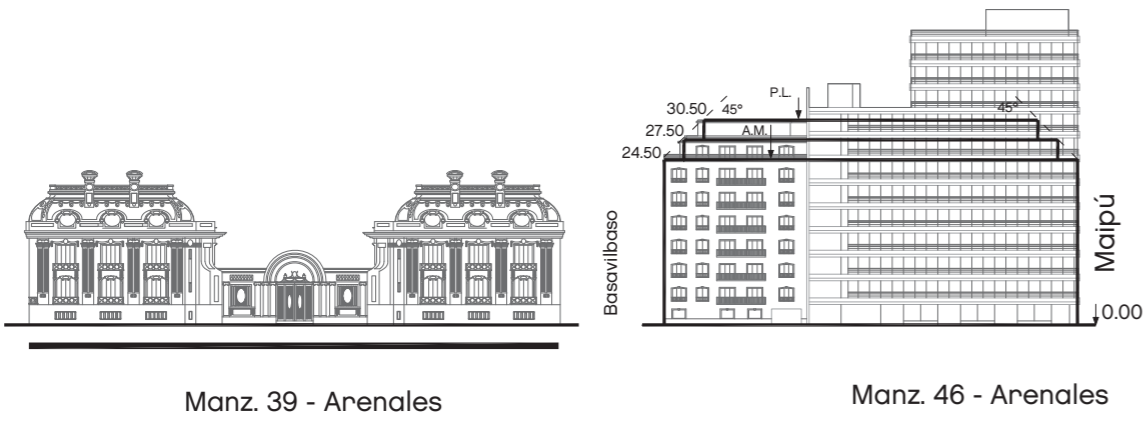 P.L.
30.50
45°
45°
27.50
A.M.
24.50
Basavilbaso
Maipú
0.00
Manz. 39 - Arenales
Manz. 46 - Arenales